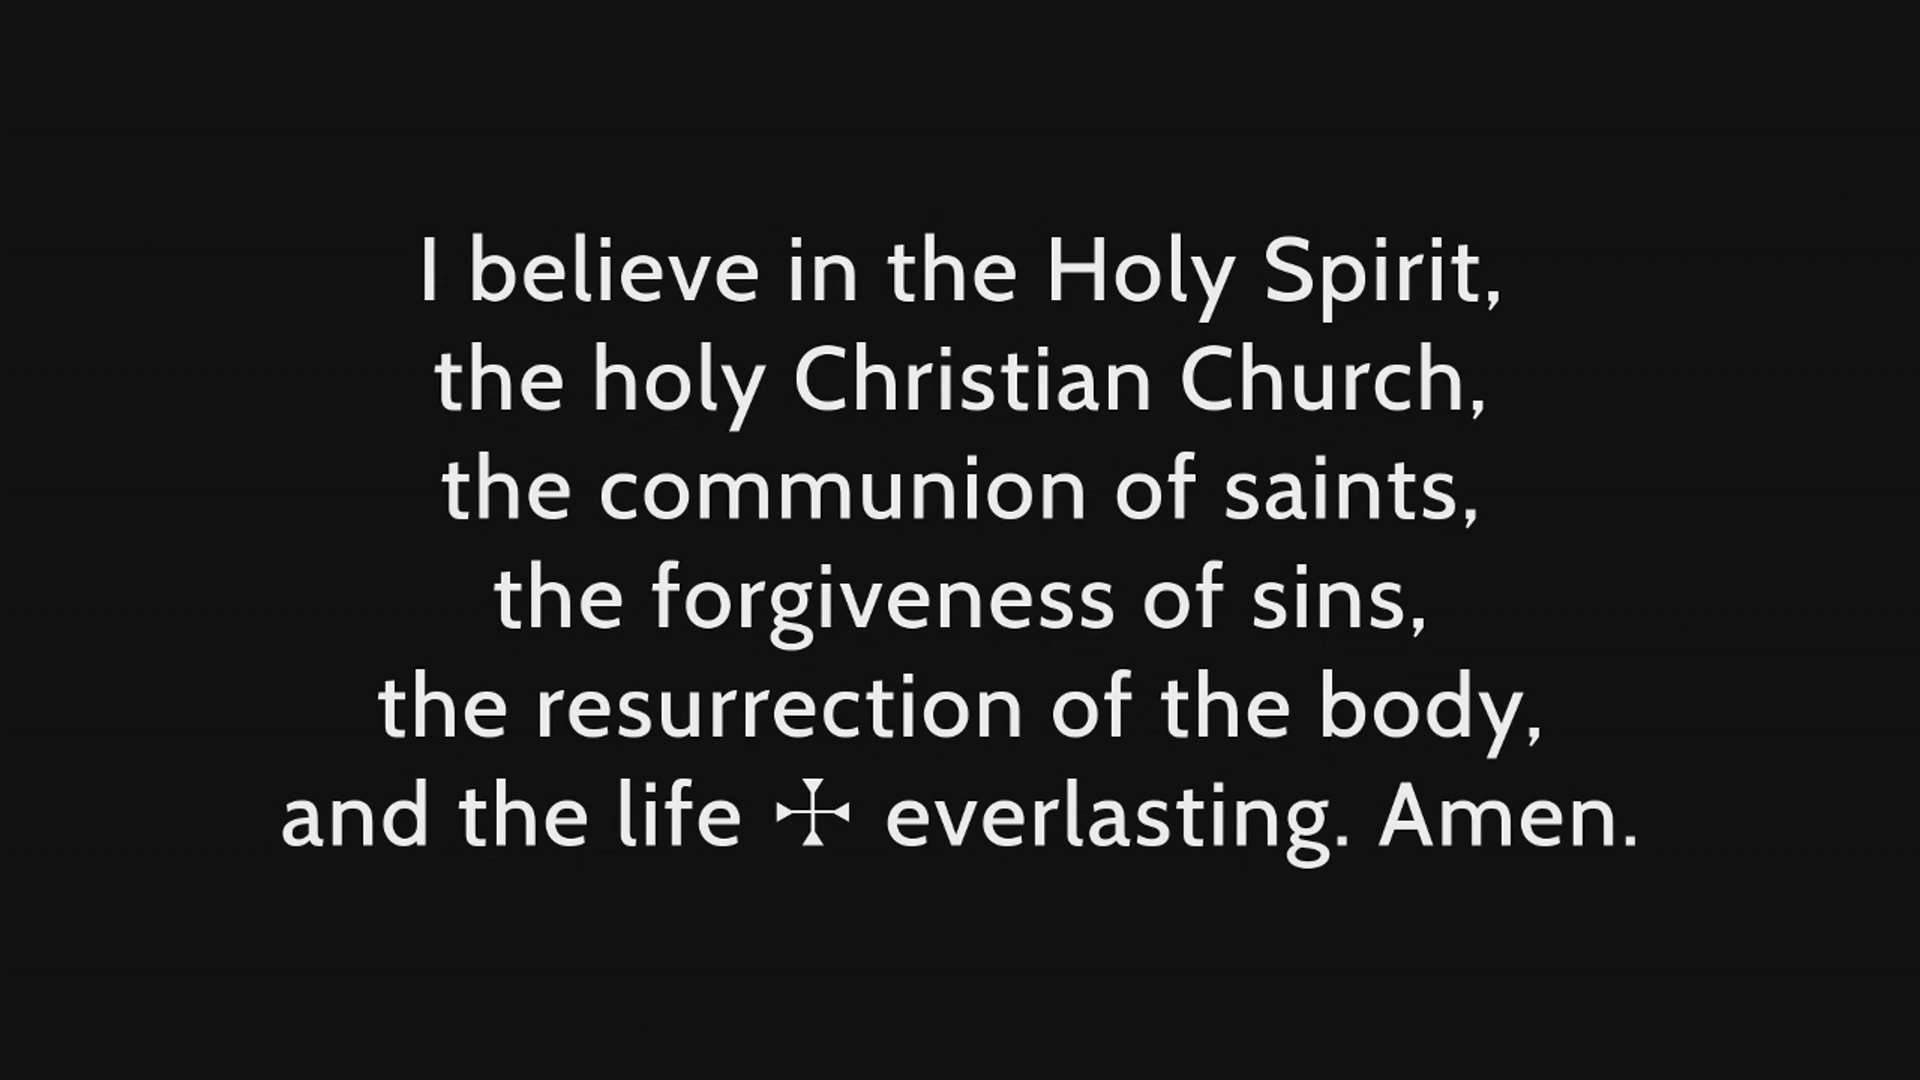 I believe in the Holy Spirit,
the holy Christian Church,
the communion of saints,
the forgiveness of sins,
the resurrection of the body,
and the life ☩ everlasting. Amen.